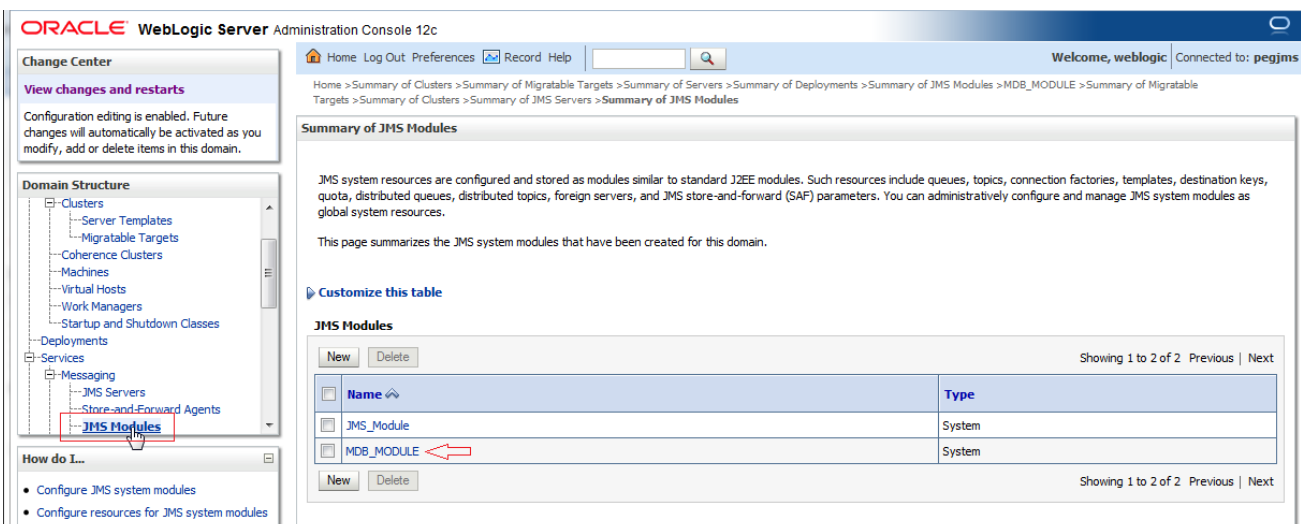 ORACLE WebLogic Server Administration Console 12c
Change Center
View changes and restarts
Configuration editing is enabled. Future
changes will automatically be activated as you
modify, add or delete items in this domain.
Domain Structure
Clusters
Server Templates
Migratable Targets
Coherence Clusters
Machines
Virtual Hosts
Work Managers
Startup and Shutdown Classes
Deployments
Services
Messaging
JMS Servers
Store-and-Forward Agents
JMS Modules
How do I...
Configure JMS system modules
Configure resources for JMS system modules
Home Log Out Preferences Record Help
Welcome, weblogic Connected to: pegjms
Home >Summary of Clusters >Summary of Migratable Targets >Summary of Servers >Summary of Deployments >Summary of JMS Modules >MDB_MODULE >Summary of Migratable
Targets >Summary of Clusters >Summary of JMS Servers >Summary of JMS Modules
Summary of JMS Modules
JMS system resources are configured and stored as modules similar to standard J2EE modules. Such resources include queues, topics, connection factories, templates, destination keys,
quota, distributed queues, distributed topics, foreign servers, and JMS store-and-forward (SAF) parameters. You can administratively configure and manage JMS system modules as
global system resources.
This page summarizes the JMS system modules that have been created for this domain.
Customize this table
JMS Modules
New Delete Showing 1 to 2 of 2 Previous | Next
Name Type
JMS_Module System
MDB_MODULE System
New Delete Showing 1 to 2 of 2 Previous | Next